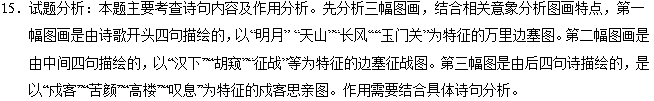 15．试题分析：本题主要考查诗句内容及作用分析。先分析三幅图画，结合相关意象分析图画特点，第一
幅图画是由诗歌开头四句描绘的，以“明月” “天山”“长风““玉门关”为特征的万里边塞图。第二幅图画是
由中间四句描绘的，以“汉下”“胡窥”“征战”等为特征的边塞征战图。第三幅图是由后四句诗描绘的，是
以“戍客”“苦颜”“高楼”“叹息”为特征的戍客思亲图。作用需要结合具体诗句分析。